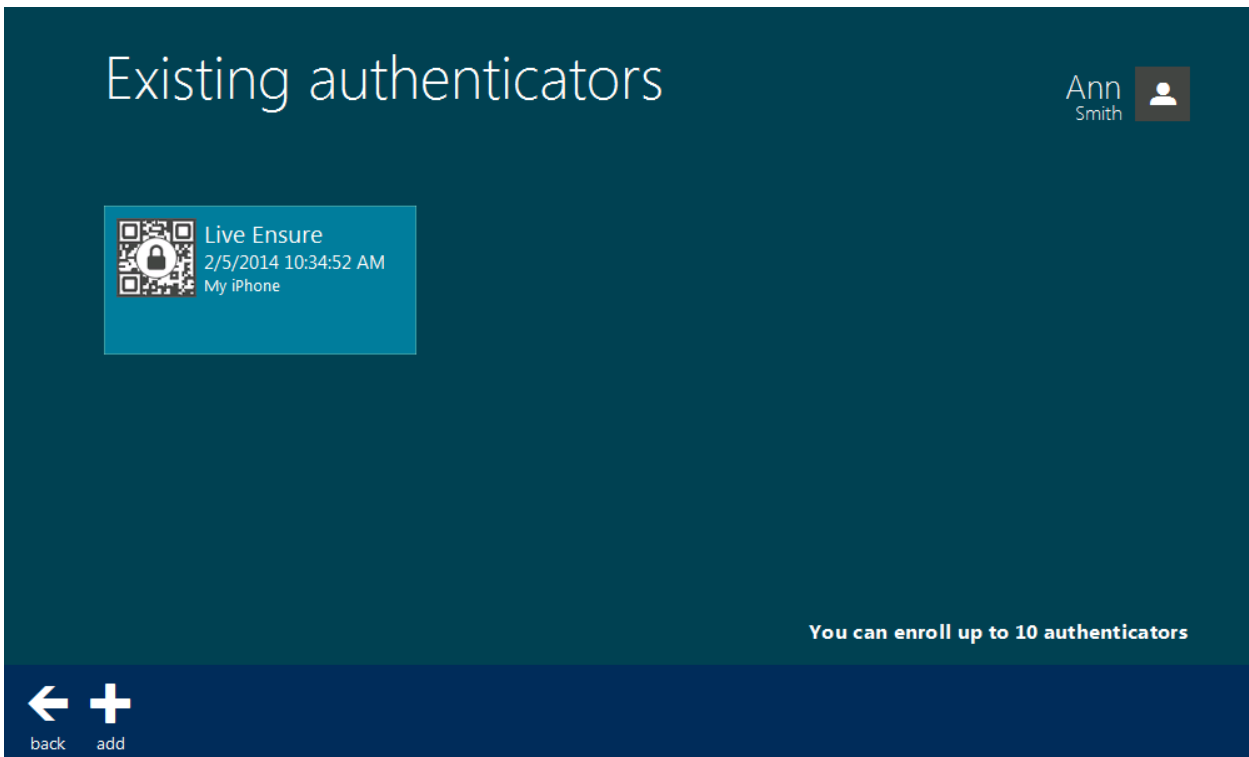 Existing authenticators
Ann
Smith
Live Ensure
2/5/2014 10:34:52 AM
My iPhone
You can enroll up to 10 authenticators
back
add